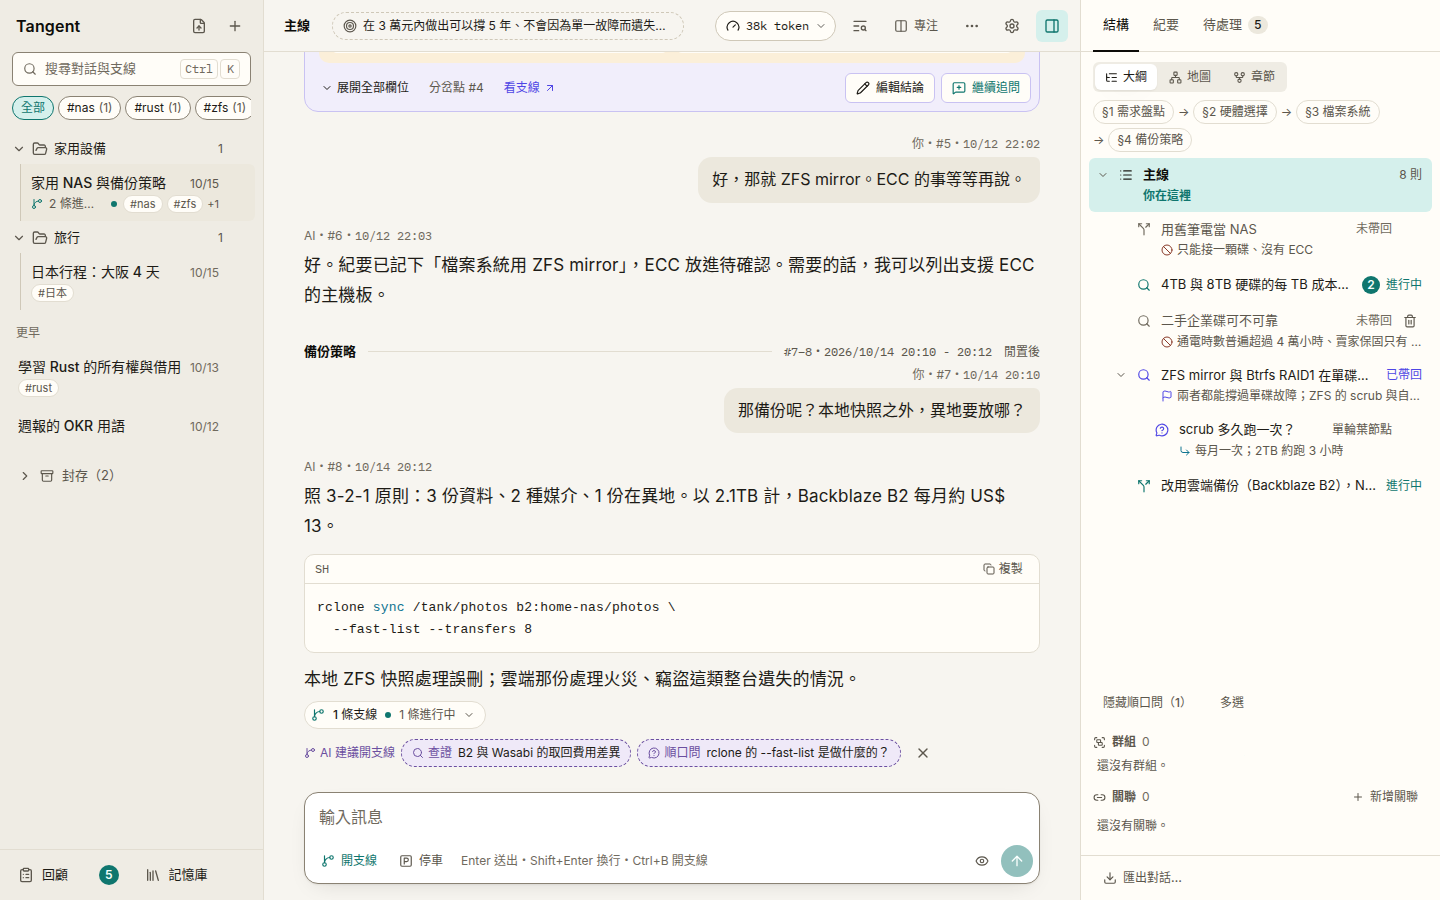 Tangent
搜尋對話與支線 Ctrl K
全部 #nas (1) #rust (1) #zfs (1)
家用設備 1
家用 NAS 與備份策略 10/15
2 條進… #nas #zfs +1
旅行 1
日本行程：大阪 4 天 10/15
#日本
更早
學習 Rust 的所有權與借用 10/13
#rust
週報的 OKR 用語 10/12
封存（2）
回顧 5 記憶庫
主線 在 3 萬元內做出可以撐 5 年、不會因為單一故障而遺失… 38k token 專注
展開全部欄位 分岔點 #4 看支線 編輯結論 繼續追問
你・#5・10/12 22:02
好，那就 ZFS mirror。ECC 的事等等再說。
AI・#6・10/12 22:03
好。紀要已記下「檔案系統用 ZFS mirror」，ECC 放進待確認。需要的話，我可以列出支援 ECC
的主機板。
備份策略 #7–8・2026/10/14 20:10 - 20:12 閒置後
你・#7・10/14 20:10
那備份呢？本地快照之外，異地要放哪？
AI・#8・10/14 20:12
照 3-2-1 原則：3 份資料、2 種媒介、1 份在異地。以 2.1TB 計，Backblaze B2 每月約 US$
13。
SH 複製
rclone sync /tank/photos b2:home-nas/photos \
--fast-list --transfers 8
本地 ZFS 快照處理誤刪；雲端那份處理火災、竊盜這類整台遺失的情況。
1 條支線 1 條進行中
AI 建議開支線 查證 B2 與 Wasabi 的取回費用差異 順口問 rclone 的 --fast-list 是做什麼的？
輸入訊息
開支線 停車 Enter 送出・Shift+Enter 換行・Ctrl+B 開支線
結構 紀要 待處理 5
大綱 地圖 章節
§1 需求盤點 → §2 硬體選擇 → §3 檔案系統
→ §4 備份策略
主線 8 則
你在這裡
用舊筆電當 NAS 未帶回
只能接一顆碟、沒有 ECC
4TB 與 8TB 硬碟的每 TB 成本… 2 進行中
二手企業碟可不可靠 未帶回
通電時數普遍超過 4 萬小時、賣家保固只有 …
ZFS mirror 與 Btrfs RAID1 在單碟… 已帶回
兩者都能撐過單碟故障；ZFS 的 scrub 與自…
scrub 多久跑一次？ 單輪葉節點
每月一次；2TB 約跑 3 小時
改用雲端備份（Backblaze B2），N… 進行中
隱藏順口問（1） 多選
群組 0
還沒有群組。
關聯 0 新增關聯
還沒有關聯。
匯出對話…